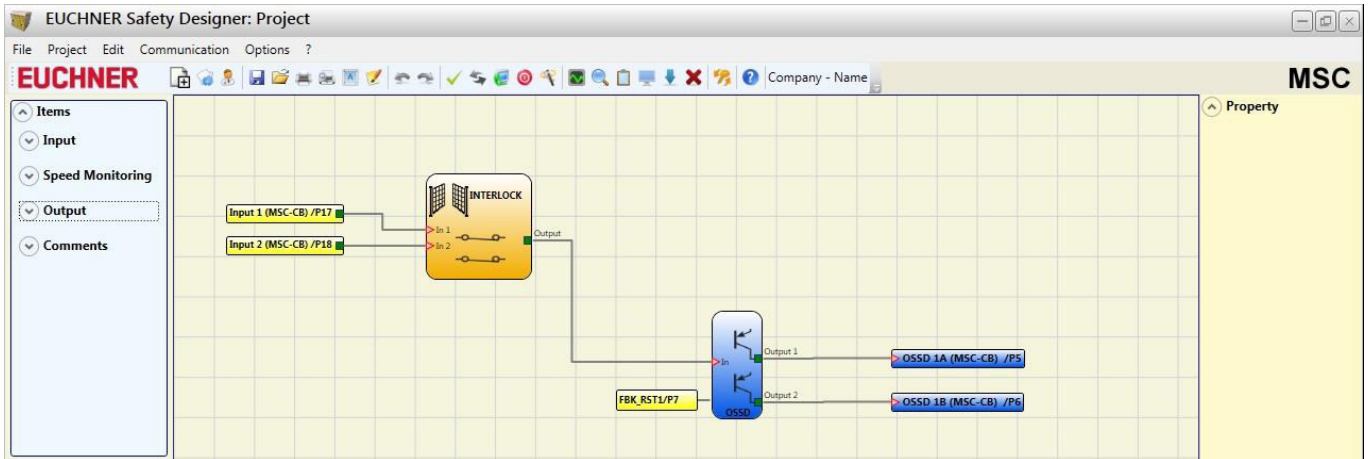 EUCHNER Safety Designer: Project
File Project Edit Communication Options ?
EUCHNER
Company - Name
MSC
Items
Input
Speed Monitoring
Output
Comments
Property
INTERLOCK
Input 1 (MSC-CB) /P17
In 1
Output
Input 2 (MSC-CB) /P18
In 2
Output 1
In
OSSD 1A (MSC-CB) /P5
FBK_RST1/P7
Output 2
OSSD 1B (MSC-CB) /P6
OSSD